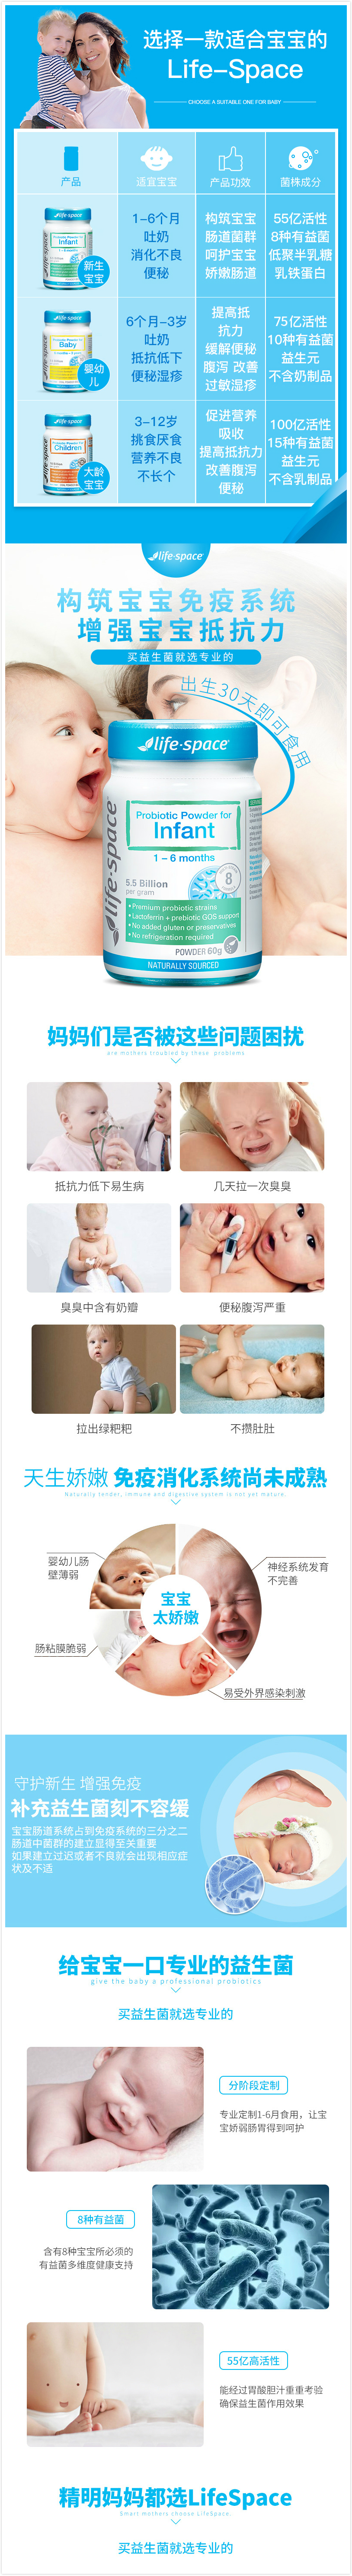 选择一款适合宝宝的
Life-Space
CHOOSE A SUITABLE ONE FOR BABY
产品
适宜宝宝
产品功效
菌株成分
life·space
Infant
新生
宝宝
1-6个月
吐奶
消化不良
便秘
构筑宝宝
肠道菌群
呵护宝宝
娇嫩肠道
55亿活性
8种有益菌
低聚半乳糖
乳铁蛋白
life·space
Baby
婴幼
儿
6个月-3岁
吐奶
抵抗低下
便秘湿疹
提高抵
抗力
缓解便秘
腹泻 改善
过敏湿疹
75亿活性
10种有益菌
益生元
不含奶制品
life·space
Children
大龄
宝宝
3-12岁
挑食厌食
营养不良
不长个
促进营养
吸收
提高抵抗力
改善腹泻
便秘
100亿活性
15种有益菌
益生元
不含乳制品
life·space
构筑宝宝免疫系统
增强宝宝抵抗力
买益生菌就选专业的
出生30天即可食用
life·space
life·space
Probiotic Powder for
Infant
1 - 6 months
5.5 Billion
per gram
8
• Premium probiotic strains
• Lactoferrin + prebiotic GOS support
• No added gluten or preservatives
• No refrigeration required
POWDER 60g
NATURALLY SOURCED
妈妈们是否被这些问题困扰
are mothers troubled by these problems
抵抗力低下易生病
几天拉一次臭臭
臭臭中含有奶瓣
便秘腹泻严重
拉出绿粑粑
不攒肚肚
天生娇嫩 免疫消化系统尚未成熟
Naturally tender, immune and digestive system is not yet mature.
婴幼儿肠
壁薄弱
神经系统发育
不完善
宝宝
太娇嫩
肠粘膜脆弱
易受外界感染刺激
守护新生 增强免疫
补充益生菌刻不容缓
宝宝肠道系统占到免疫系统的三分之二
肠道中菌群的建立显得至关重要
如果建立过迟或者不良就会出现相应症
状及不适
给宝宝一口专业的益生菌
give the baby a professional probiotics
买益生菌就选专业的
分阶段定制
专业定制1-6月食用，让宝
宝娇弱肠胃得到呵护
8种有益菌
含有8种宝宝所必须的
有益菌多维度健康支持
55亿高活性
能经过胃酸胆汁重重考验
确保益生菌作用效果
精明妈妈都选LifeSpace
Smart mothers choose LifeSpace.
买益生菌就选专业的